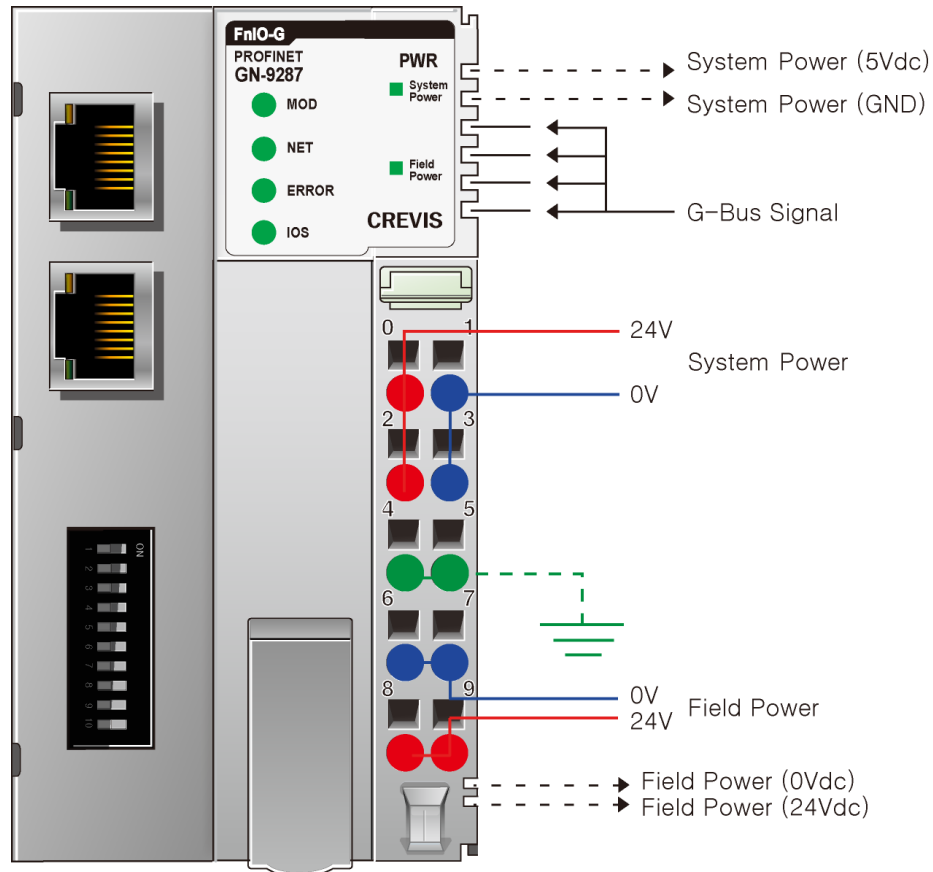 FnIO-G
PROFINET
GN-9287
PWR
System
Power
MOD
NET
Field
Power
ERROR
IOS
CREVIS
System Power (5Vdc)
System Power (GND)
G-Bus Signal
0 1
24V
System Power
0V
2 3
4 5
6 7
8 9
0V
24V
Field Power
Field Power (0Vdc)
Field Power (24Vdc)
ON
1
2
3
4
5
6
7
8
9
10